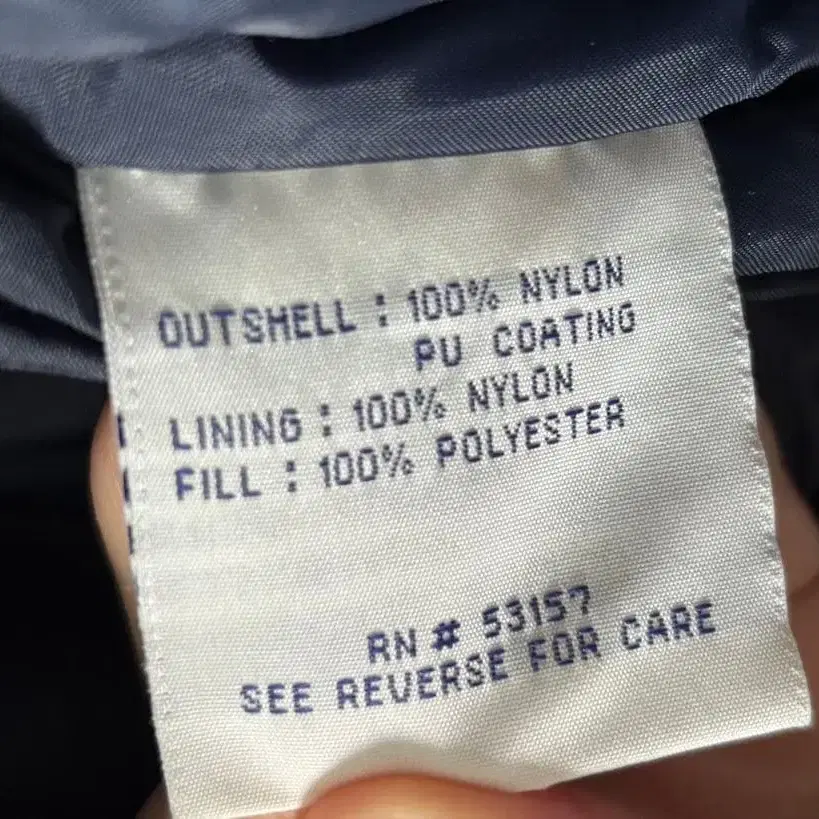 OUTSHELL : 100% NYLON
PU COATING
LINING : 100% NYLON
FILL : 100% POLYESTER
RN # 53157
SEE REVERSE FOR CARE